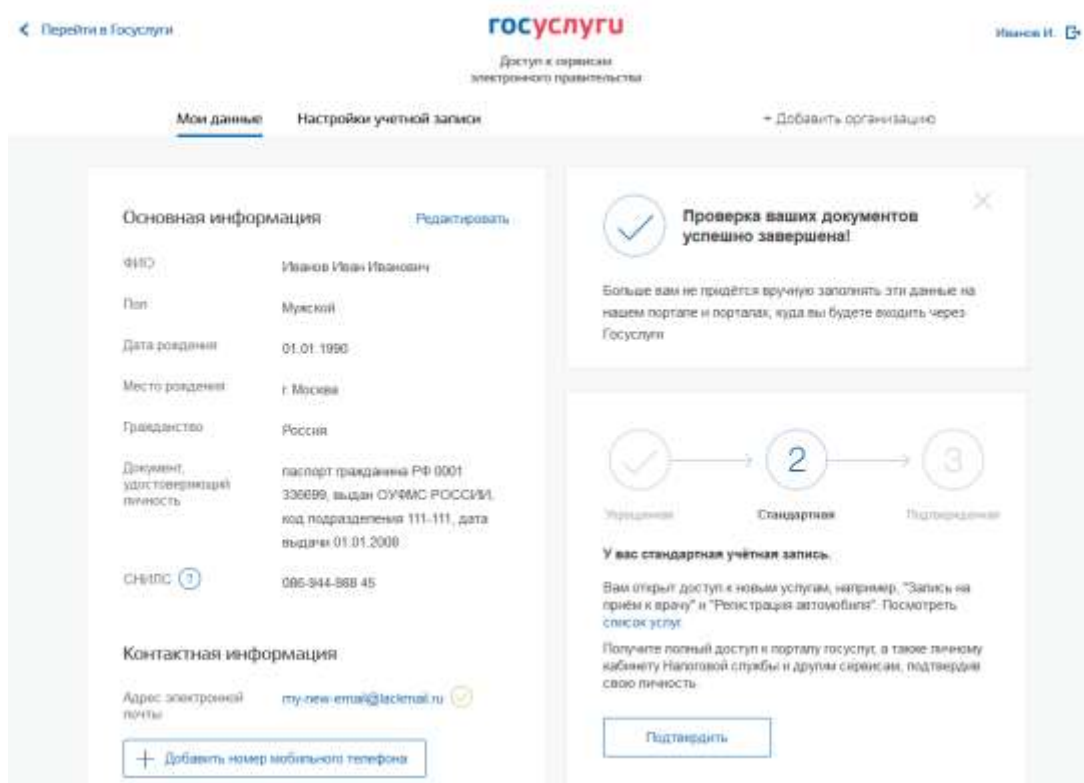 Перейти в Госуслуги
госуслуги
Иванов И.
Доступ к сервисам
электронного правительства
Мои данные
Настройки учетной записи
+ Добавить организацию
Основная информация
Редактировать
ФИО
Иванов Иван Иванович
Пол
Мужской
Дата рождения
01.01.1990
Место рождения
г. Москва
Гражданство
Россия
Документ,
удостоверяющий
личность
паспорт гражданина РФ 0001
336699, выдан ОУФМС РОССИИ,
код подразделения 111-111, дата
выдачи 01.01.2008
СНИЛС ?
086-944-868 45
Контактная информация
Адрес электронной
почты
my-new-email@lackmail.ru
+ Добавить номер мобильного телефона
Проверка ваших документов
успешно завершена!
Больше вам не придётся вручную заполнять эти данные на
нашем портале и порталах, куда вы будете входить через
Госуслуги
2
3
Упрощенная
Стандартная
Подтвержденная
У вас стандартная учётная запись.
Вам открыт доступ к новым услугам, например, "Запись на
приём к врачу" и "Регистрация автомобиля". Посмотреть
список услуг
Получите полный доступ к порталу госуслуг, а также личному
кабинету Налоговой службы и другим сервисам, подтвердив
свою личность
Подтвердить